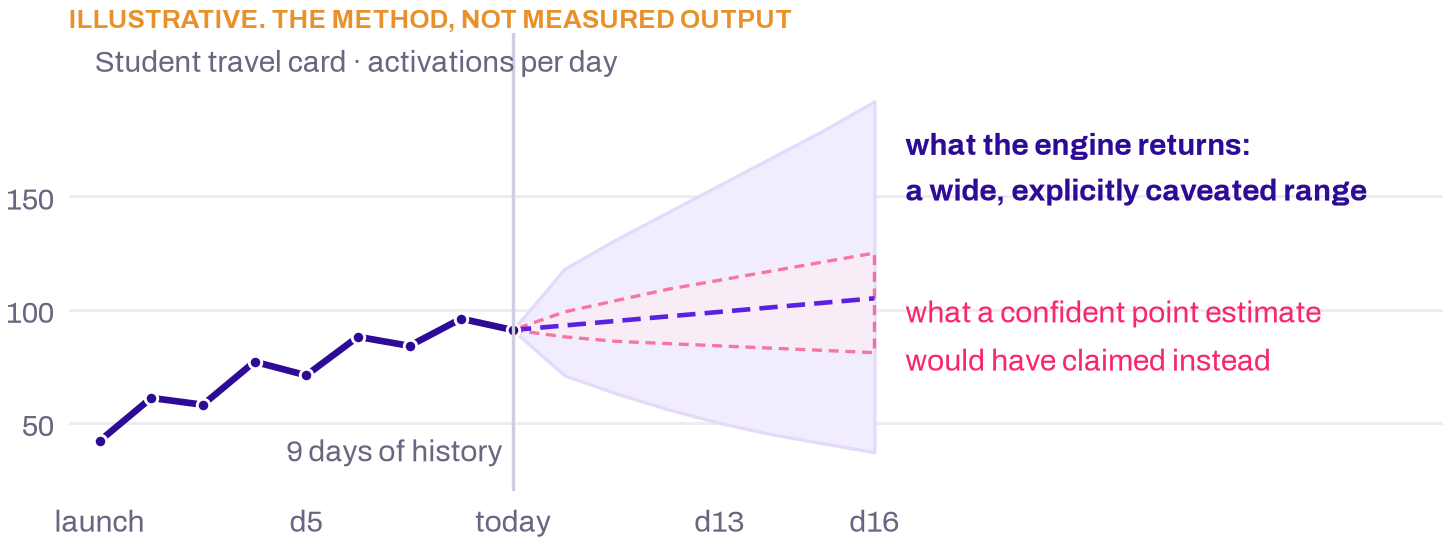 ILLUSTRATIVE. THE METHOD, NOT MEASURED OUTPUT
Student travel card · activations per day
what the engine returns:
a wide, explicitly caveated range
150
100
50
what a confident point estimate
would have claimed instead
9 days of history
launch
d5
today
d13
d16